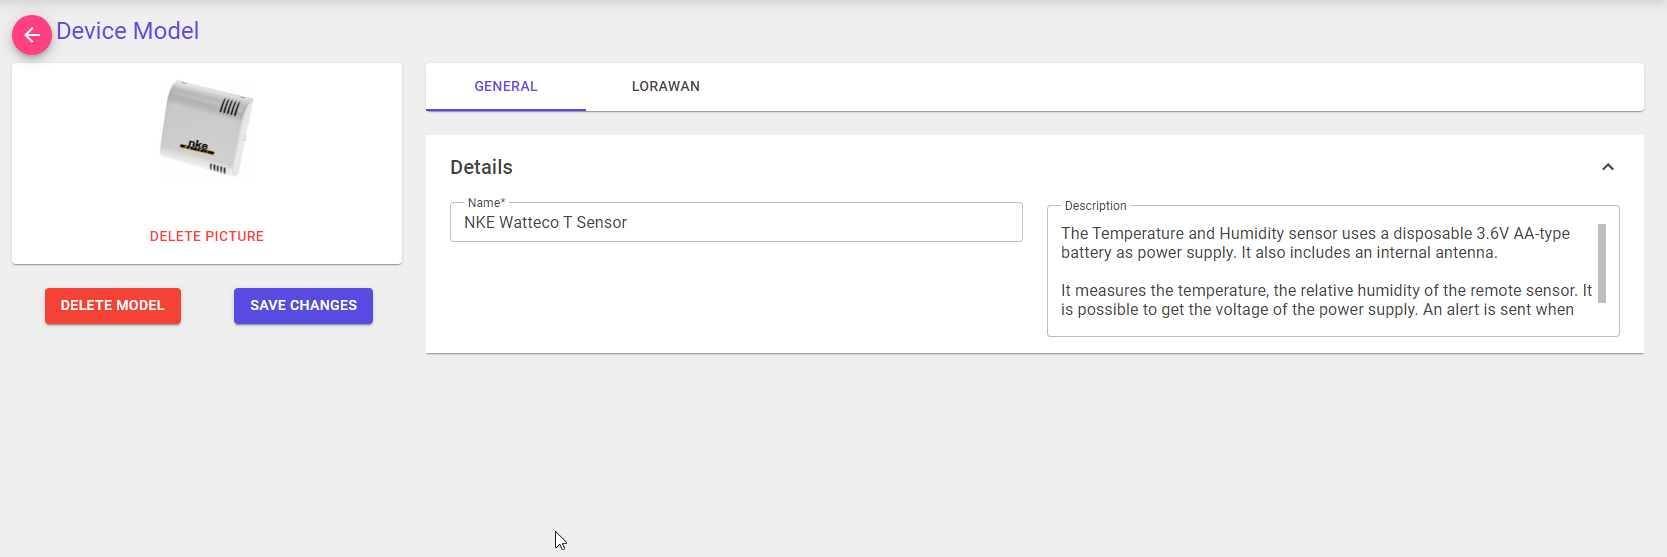 Device Model
nke
DELETE PICTURE
DELETE MODEL
SAVE CHANGES
GENERAL
LORAWAN
Details
Name*
NKE Watteco T Sensor
Description
The Temperature and Humidity sensor uses a disposable 3.6V AA-type
battery as power supply. It also includes an internal antenna.
It measures the temperature, the relative humidity of the remote sensor. It
is possible to get the voltage of the power supply. An alert is sent when